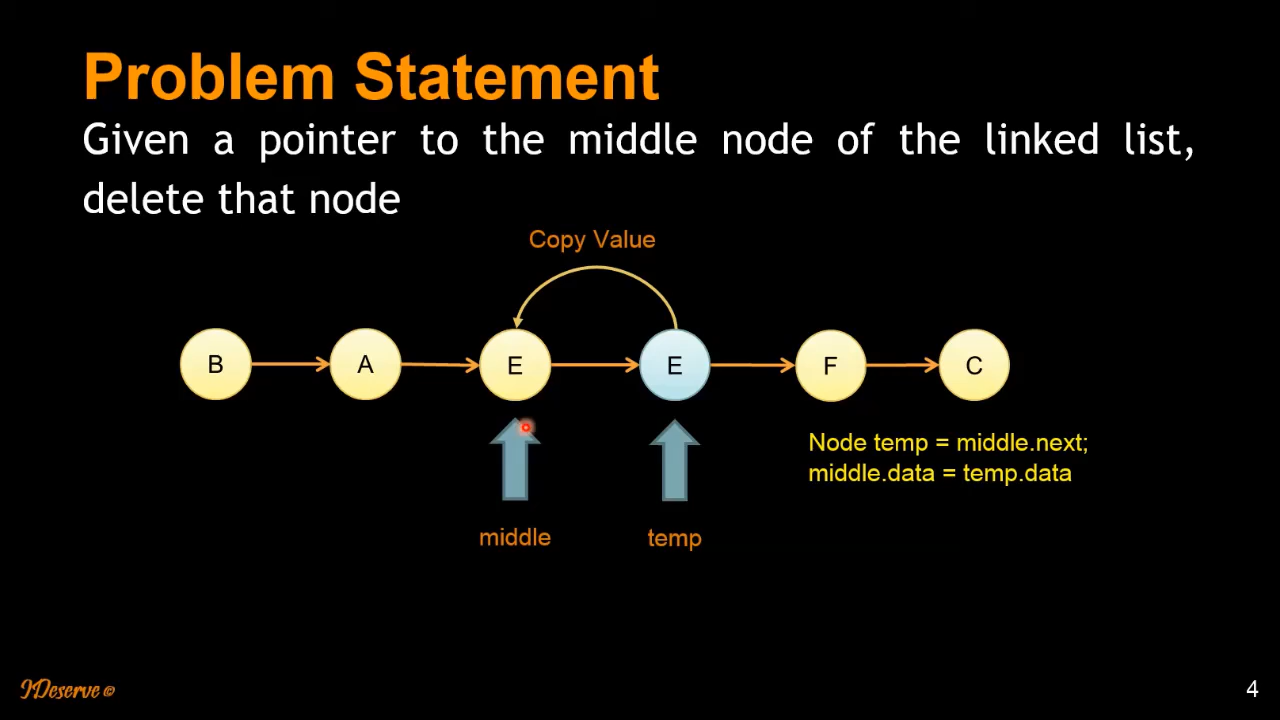 Problem Statement
Given a pointer to the middle node of the linked list,
delete that node
Copy Value
B A E E F C
Node temp = middle.next;
middle.data = temp.data
middle temp
IDeserve ©
4